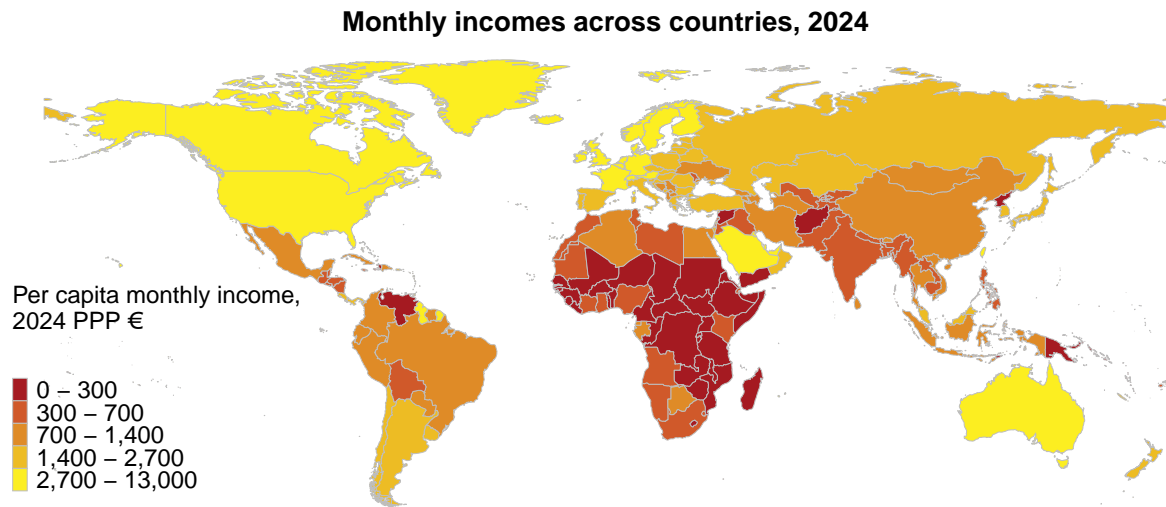 Monthly incomes across countries, 2024
Per capita monthly income,
2024 PPP €
0 – 300
300 – 700
700 – 1,400
1,400 – 2,700
2,700 – 13,000